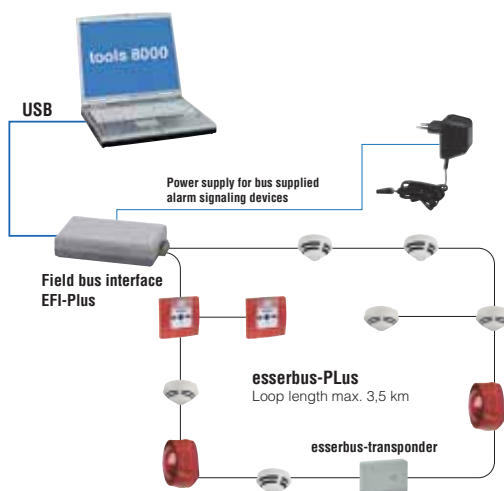 tools 8000
USB
Power supply for bus supplied
alarm signaling devices
Field bus interface
EFI-Plus
esserbus-PLus
Loop length max. 3,5 km
esserbus-transponder